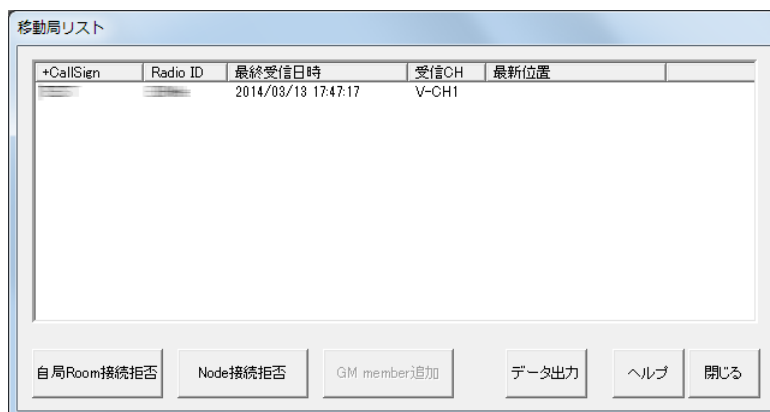 移動局リスト
+CallSign Radio ID 最終受信日時 受信CH 最新位置
2014/03/13 17:47:17 V-CH1
自局Room接続拒否 Node接続拒否 GM member追加 データ出力 ヘルプ 閉じる